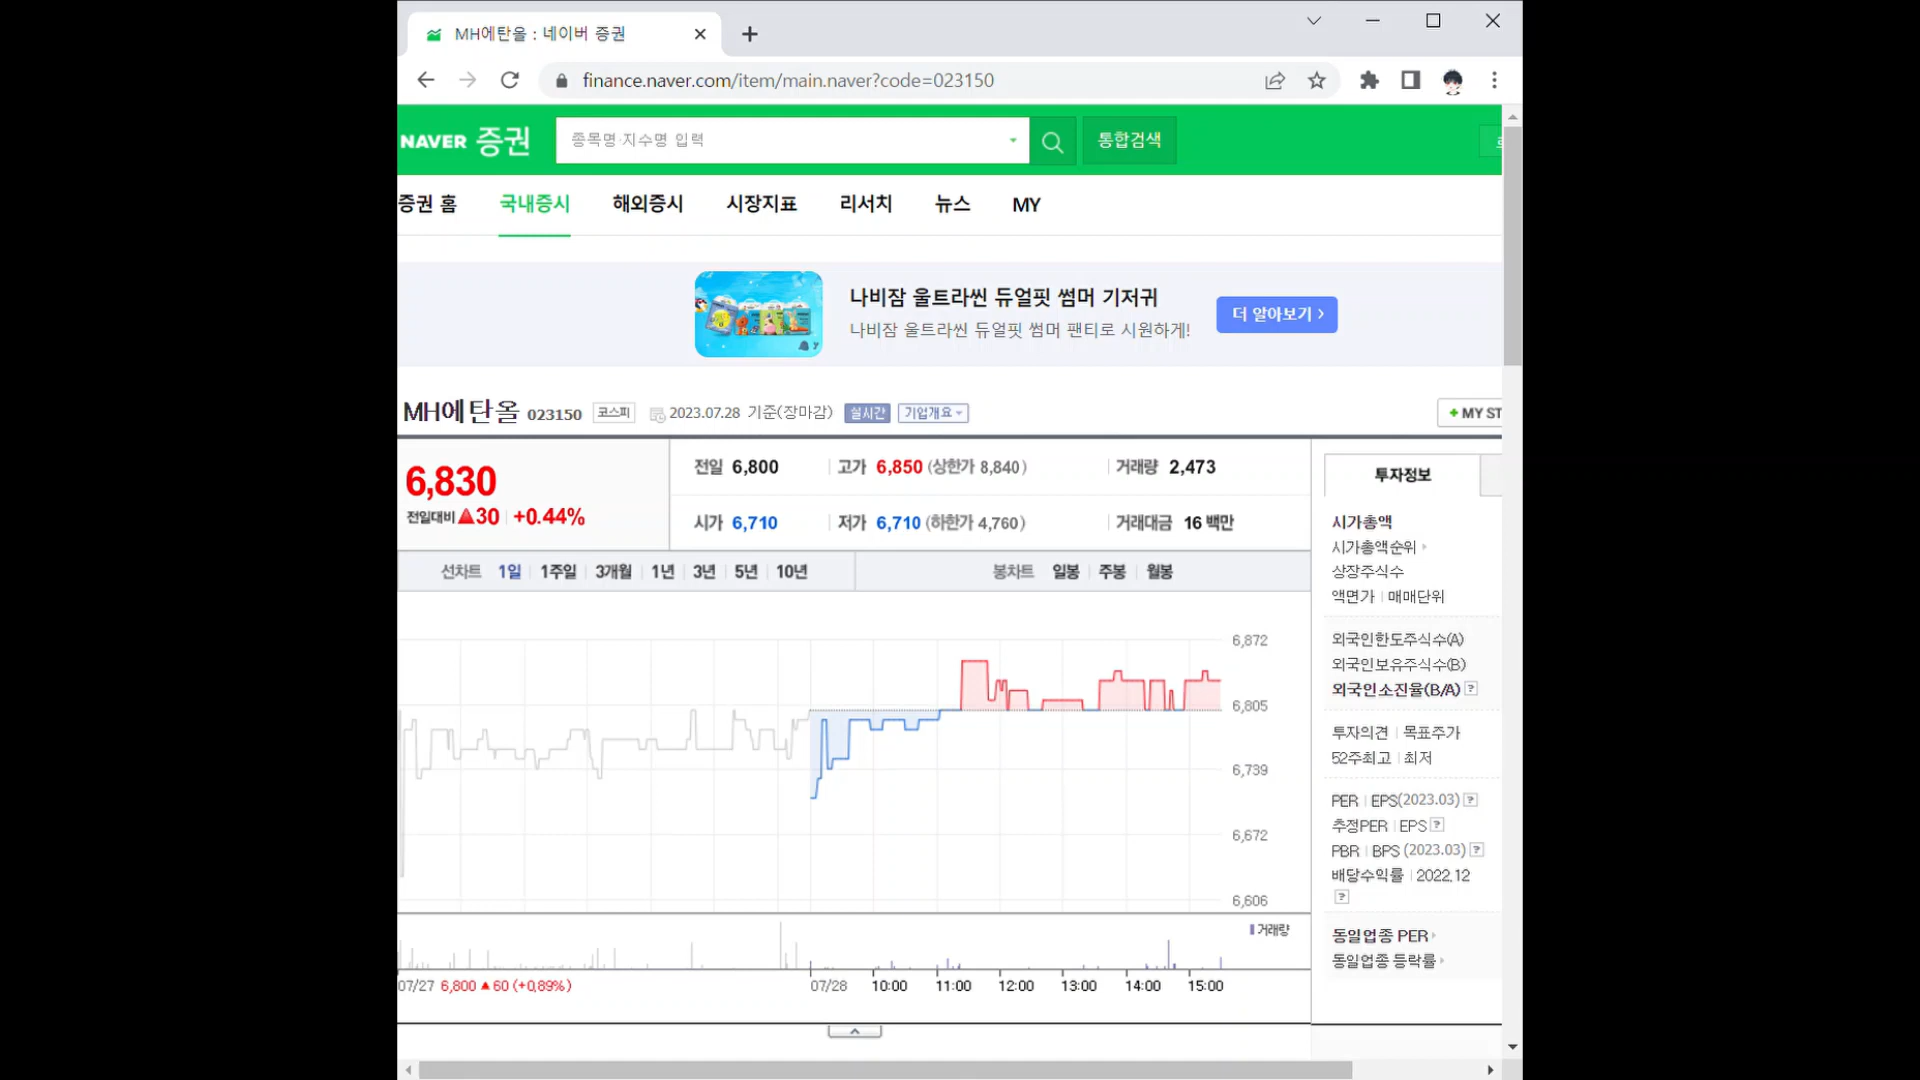 MH에탄올 : 네이버 증권
finance.naver.com/item/main.naver?code=023150
NAVER 증권
종목명·지수명 입력
통합검색
증권 홈 국내증시 해외증시 시장지표 리서치 뉴스 MY
나비잠 울트라씬 듀얼핏 썸머 기저귀
나비잠 울트라씬 듀얼핏 썸머 팬티로 시원하게!
더 알아보기
MH에탄올 023150 코스피 2023.07.28 기준(장마감) 실시간 기업개요
+ MY ST
6,830
전일대비 ▲30 +0.44%
전일 6,800 고가 6,850 (상한가 8,840) 거래량 2,473
시가 6,710 저가 6,710 (하한가 4,760) 거래대금 16 백만
선차트 1일 1주일 3개월 1년 3년 5년 10년 봉차트 일봉 주봉 월봉
6,872
6,805
6,739
6,672
6,606
거래량
07/27 6,800 ▲60 (+0.89%) 07/28 10:00 11:00 12:00 13:00 14:00 15:00
투자정보
시가총액
시가총액순위
상장주식수
액면가 매매단위
외국인한도주식수(A)
외국인보유주식수(B)
외국인소진율(B/A) ?
투자의견 목표주가
52주최고 최저
PER EPS(2023.03) ?
추정PER EPS ?
PBR BPS (2023.03) ?
배당수익률 2022.12
?
동일업종 PER
동일업종 등락률